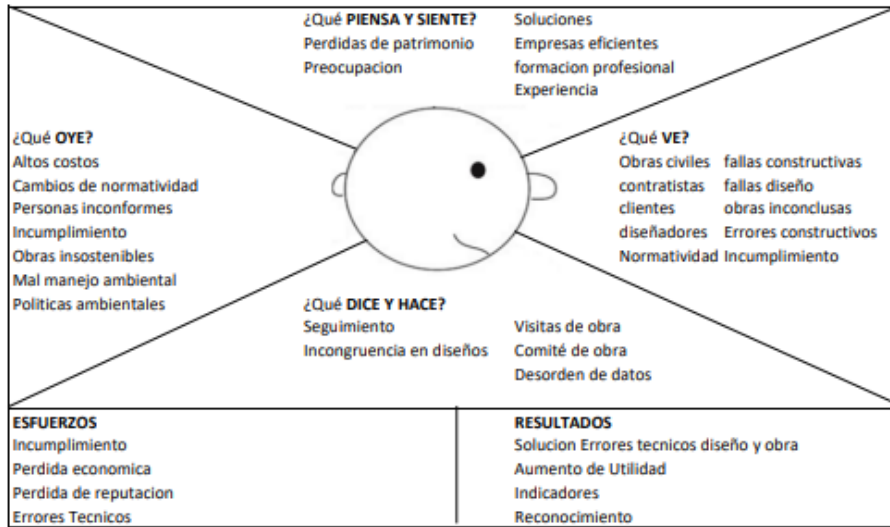 ¿Qué PIENSA Y SIENTE?
Perdidas de patrimonio
Preocupacion
Soluciones
Empresas eficientes
formacion profesional
Experiencia
¿Qué OYE?
Altos costos
Cambios de normatividad
Personas inconformes
Incumplimiento
Obras insostenibles
Mal manejo ambiental
Politicas ambientales
¿Qué VE?
Obras civiles fallas constructivas
contratistas fallas diseño
clientes obras inconclusas
diseñadores Errores constructivos
Normatividad Incumplimiento
¿Qué DICE Y HACE?
Seguimiento
Incongruencia en diseños
Visitas de obra
Comité de obra
Desorden de datos
ESFUERZOS
Incumplimiento
Perdida economica
Perdida de reputacion
Errores Tecnicos
RESULTADOS
Solucion Errores tecnicos diseño y obra
Aumento de Utilidad
Indicadores
Reconocimiento